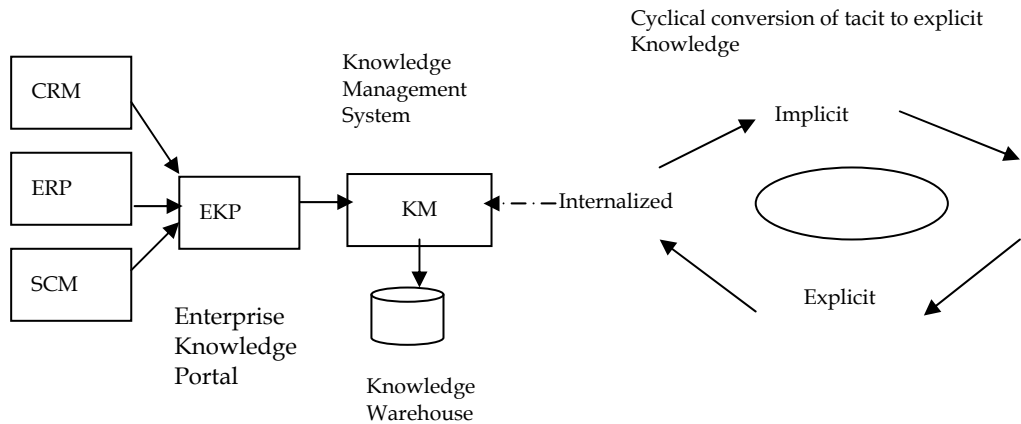 Cyclical conversion of tacit to explicit
Knowledge
Knowledge
Management
System
CRM
ERP
SCM
EKP
KM
Internalized
Implicit
Explicit
Enterprise
Knowledge
Portal
Knowledge
Warehouse